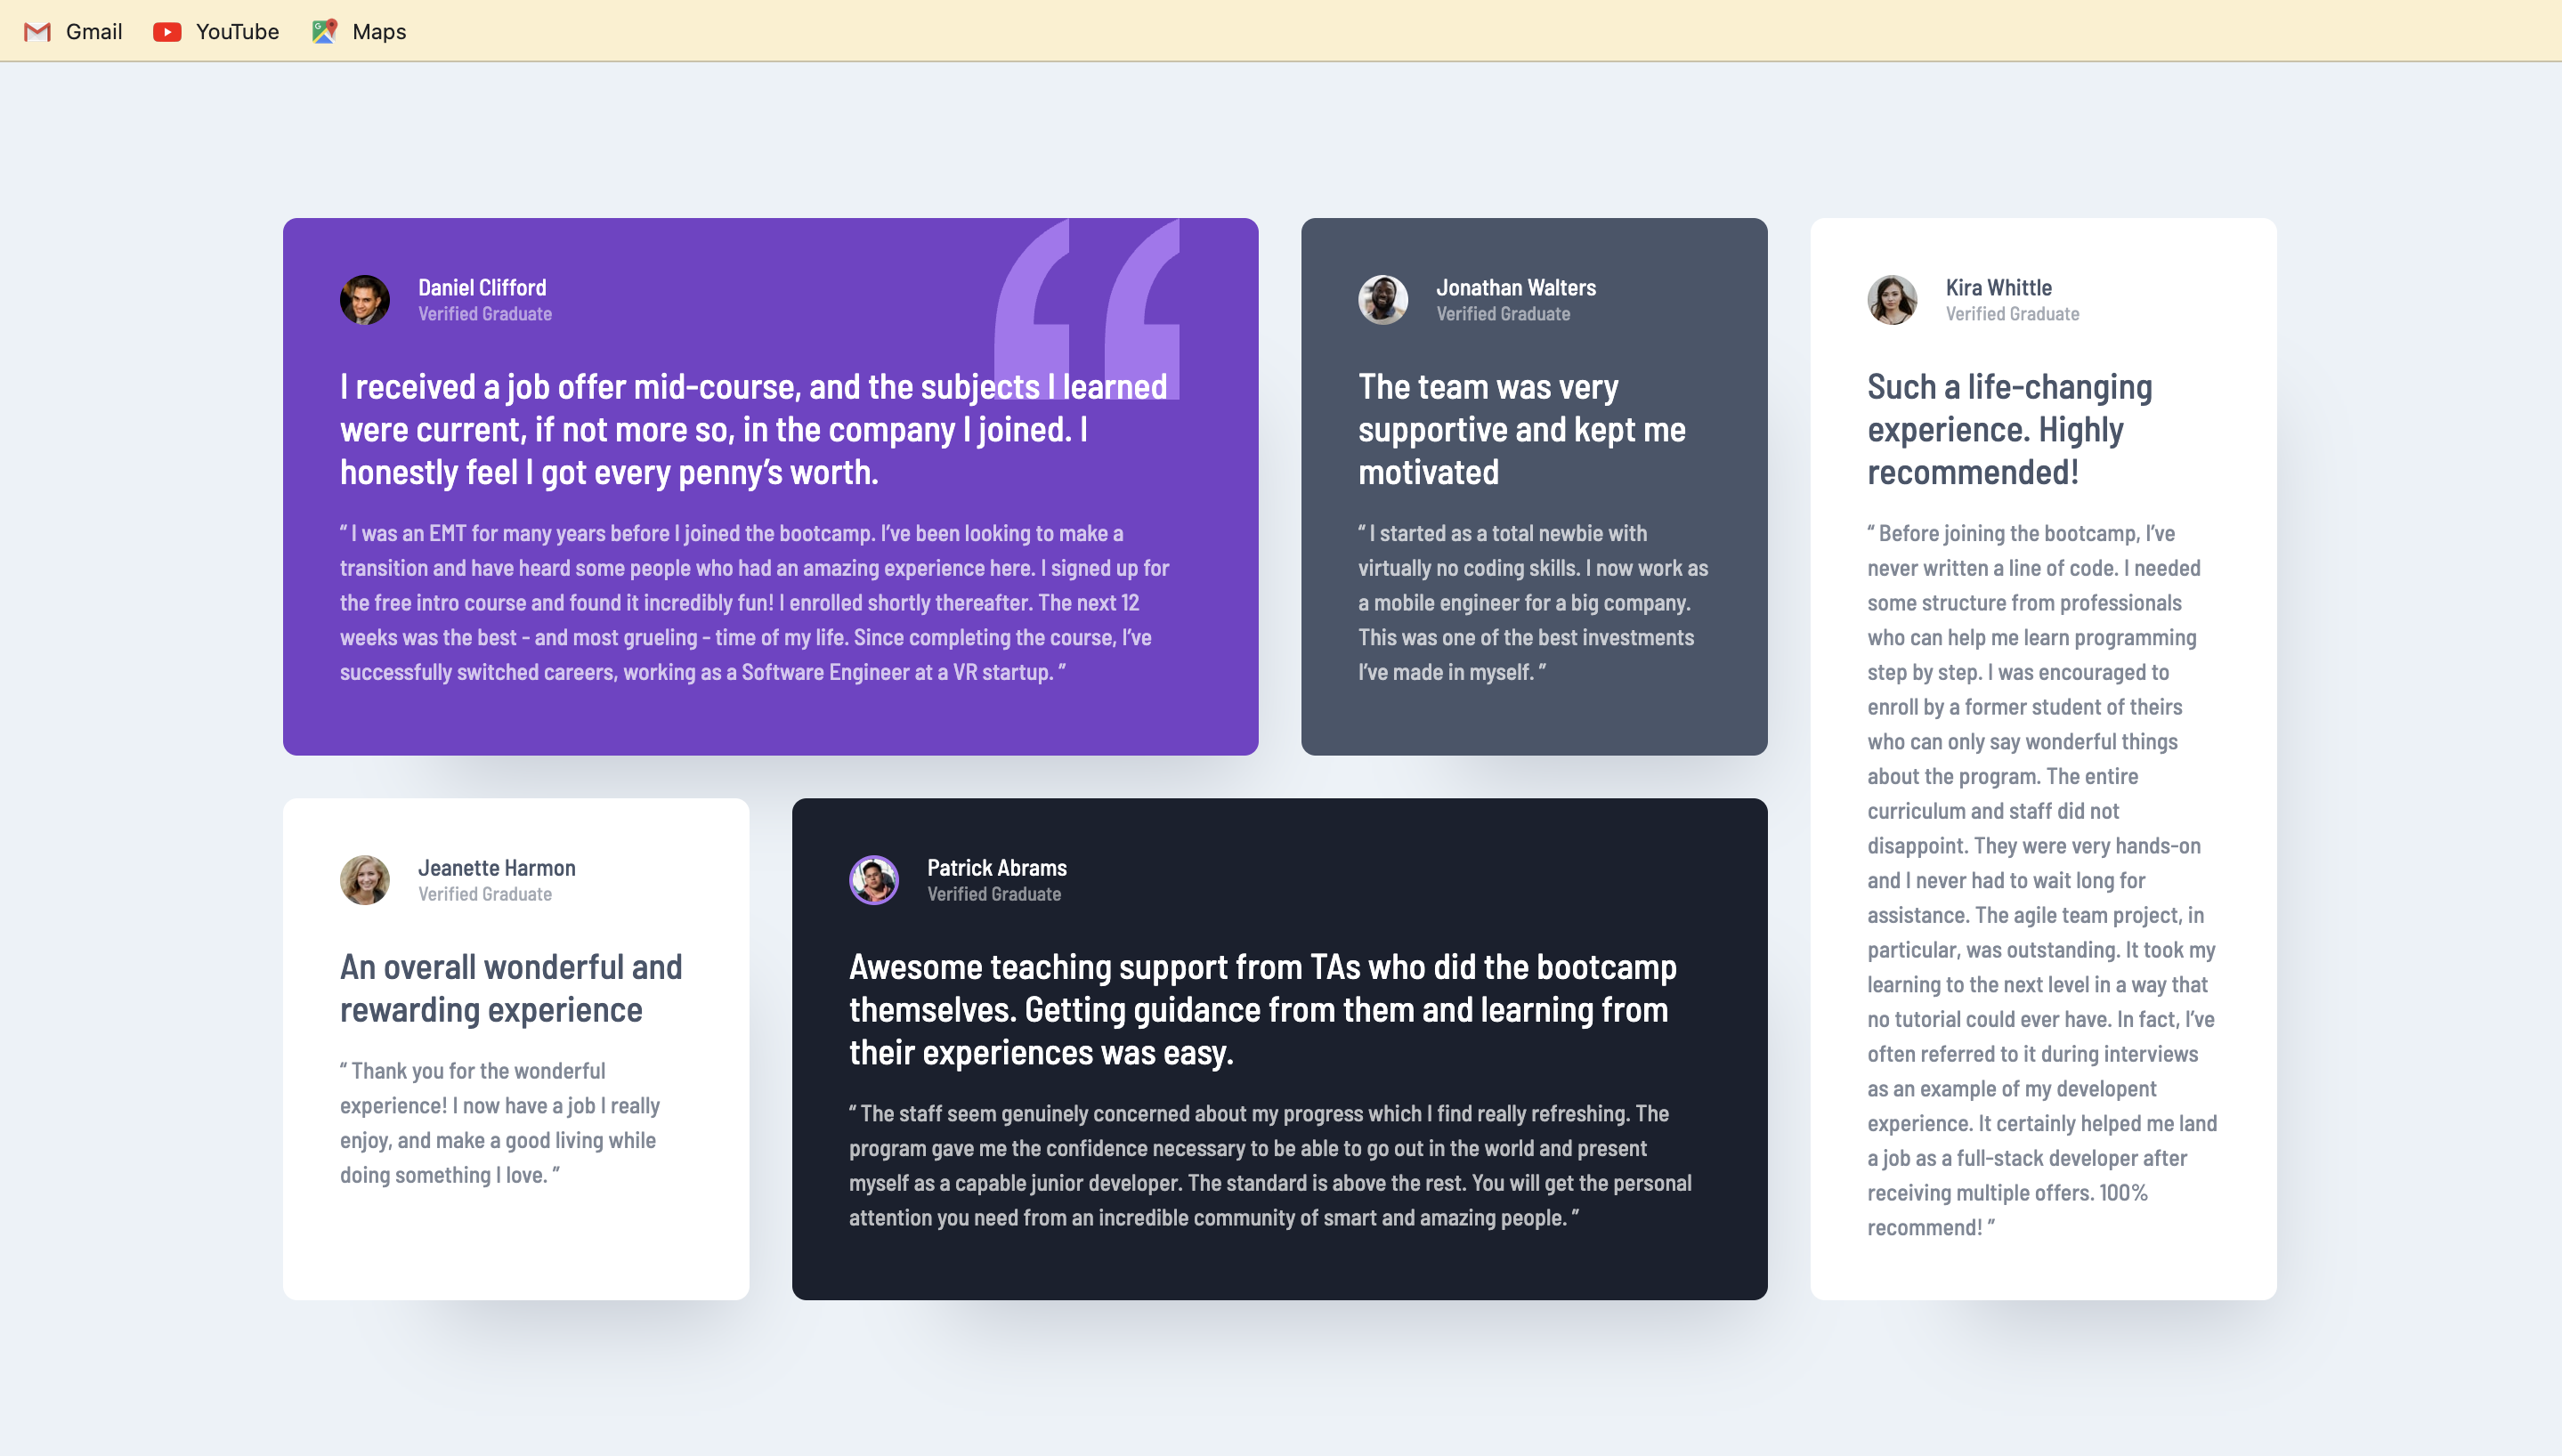 Gmail YouTube Maps
Daniel Clifford
Verified Graduate
I received a job offer mid-course, and the subjects I learned
were current, if not more so, in the company I joined. I
honestly feel I got every penny’s worth.
“ I was an EMT for many years before I joined the bootcamp. I’ve been looking to make a
transition and have heard some people who had an amazing experience here. I signed up for
the free intro course and found it incredibly fun! I enrolled shortly thereafter. The next 12
weeks was the best - and most grueling - time of my life. Since completing the course, I’ve
successfully switched careers, working as a Software Engineer at a VR startup. ”
Jonathan Walters
Verified Graduate
The team was very
supportive and kept me
motivated
“ I started as a total newbie with
virtually no coding skills. I now work as
a mobile engineer for a big company.
This was one of the best investments
I’ve made in myself. ”
Kira Whittle
Verified Graduate
Such a life-changing
experience. Highly
recommended!
“ Before joining the bootcamp, I’ve
never written a line of code. I needed
some structure from professionals
who can help me learn programming
step by step. I was encouraged to
enroll by a former student of theirs
who can only say wonderful things
about the program. The entire
curriculum and staff did not
disappoint. They were very hands-on
and I never had to wait long for
assistance. The agile team project, in
particular, was outstanding. It took my
learning to the next level in a way that
no tutorial could ever have. In fact, I’ve
often referred to it during interviews
as an example of my developent
experience. It certainly helped me land
a job as a full-stack developer after
receiving multiple offers. 100%
recommend! ”
Jeanette Harmon
Verified Graduate
An overall wonderful and
rewarding experience
“ Thank you for the wonderful
experience! I now have a job I really
enjoy, and make a good living while
doing something I love. ”
Patrick Abrams
Verified Graduate
Awesome teaching support from TAs who did the bootcamp
themselves. Getting guidance from them and learning from
their experiences was easy.
“ The staff seem genuinely concerned about my progress which I find really refreshing. The
program gave me the confidence necessary to be able to go out in the world and present
myself as a capable junior developer. The standard is above the rest. You will get the personal
attention you need from an incredible community of smart and amazing people. ”